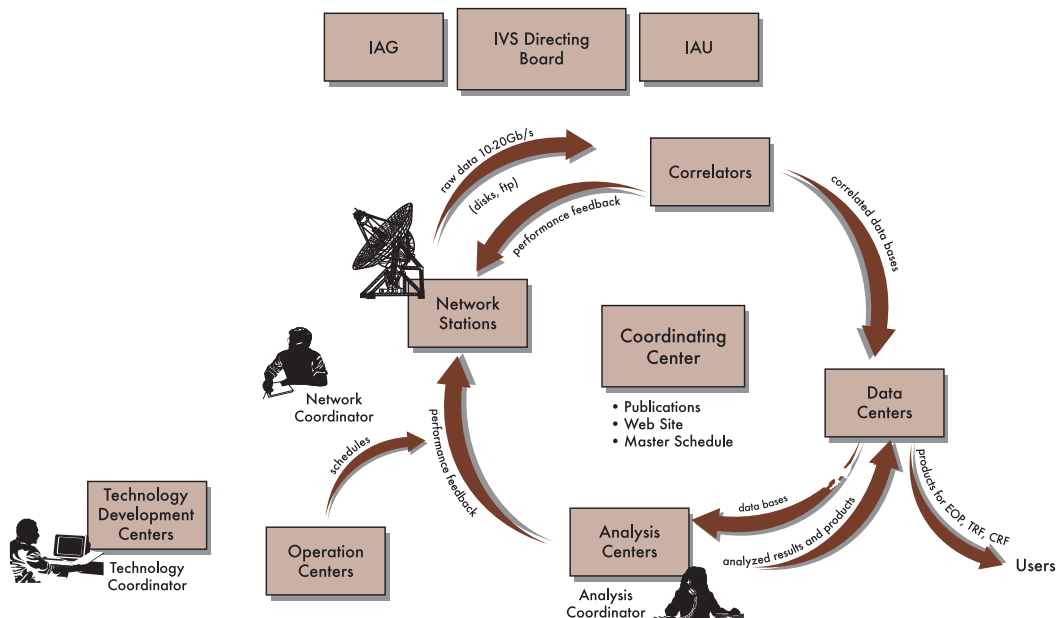 IAG
IVS Directing
Board
IAU
raw data 10-20Gb/s
(disks, ftp)
performance feedback
Correlators
correlated data bases
Network
Stations
Coordinating
Center
• Publications
• Web Site
• Master Schedule
Data
Centers
Network
Coordinator
schedules
performance feedback
data bases
analyzed results and products
products for EOP, TRF, CRF
Users
Technology
Development
Centers
Technology
Coordinator
Operation
Centers
Analysis
Centers
Analysis
Coordinator